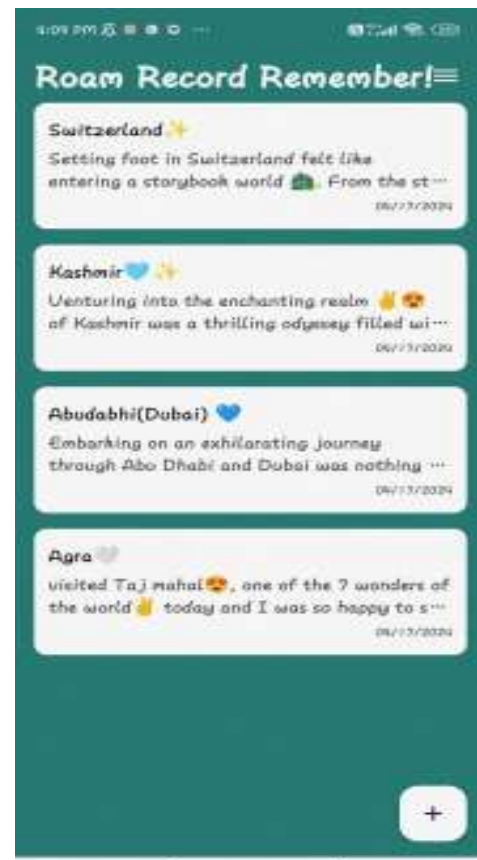 4:09 PM
Roam Record Remember!
Switzerland✨
Setting foot in Switzerland felt like
entering a storybook world 🏔️. From the st...
Kashmir🩵 ✨
Venturing into the enchanting realm ✌️😍
of Kashmir was a thrilling odyssey filled wi...
Abudabhi(Dubai) 💙
Embarking on an exhilarating journey
through Abu Dhabi and Dubai was nothing ...
Agra🤍
visited Taj mahal😍, one of the 7 wonders of
the world✌️ today and I was so happy to s...
+